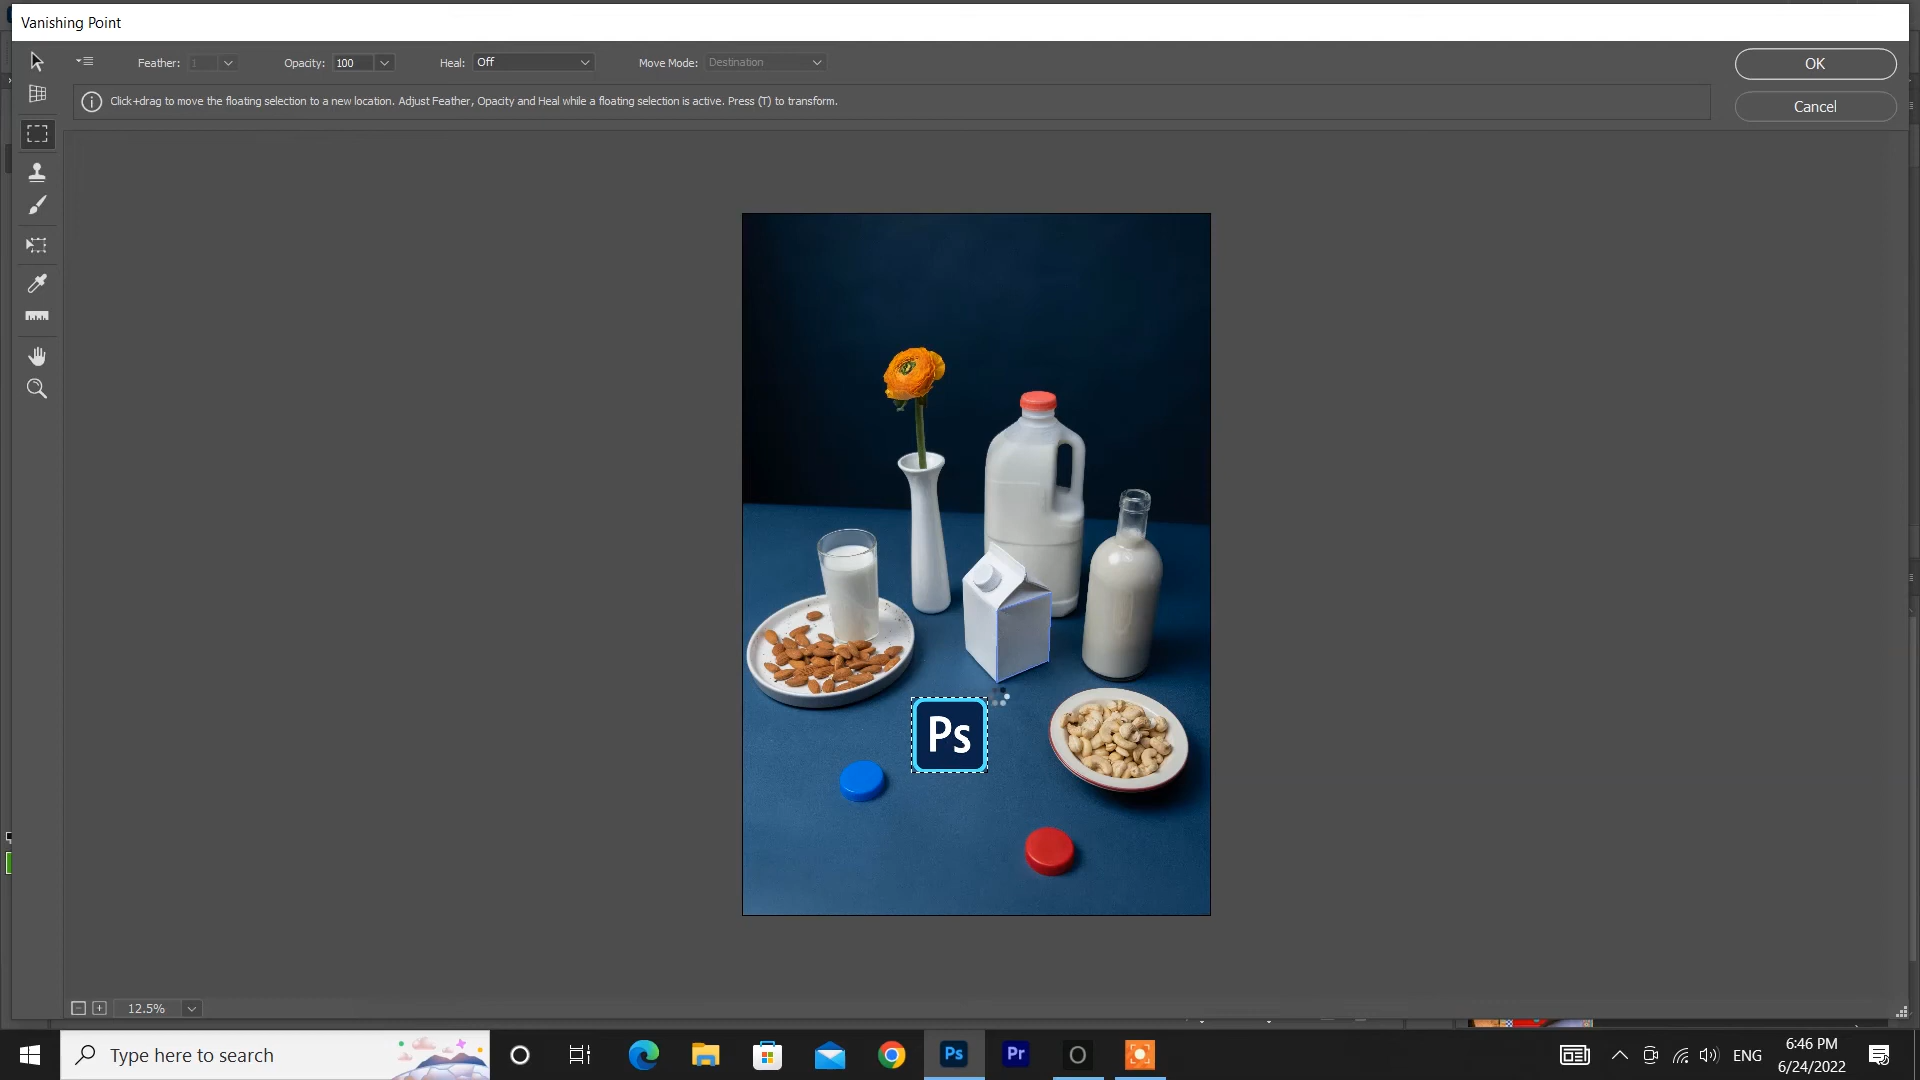 Vanishing Point
Feather: 1 Opacity: 100 Heal: Off Move Mode: Destination
OK
Click+drag to move the floating selection to a new location. Adjust Feather, Opacity and Heal while a floating selection is active. Press (T) to transform.
Cancel
Ps
12.5%
Type here to search
Ps
Pr
ENG
6:46 PM
6/24/2022